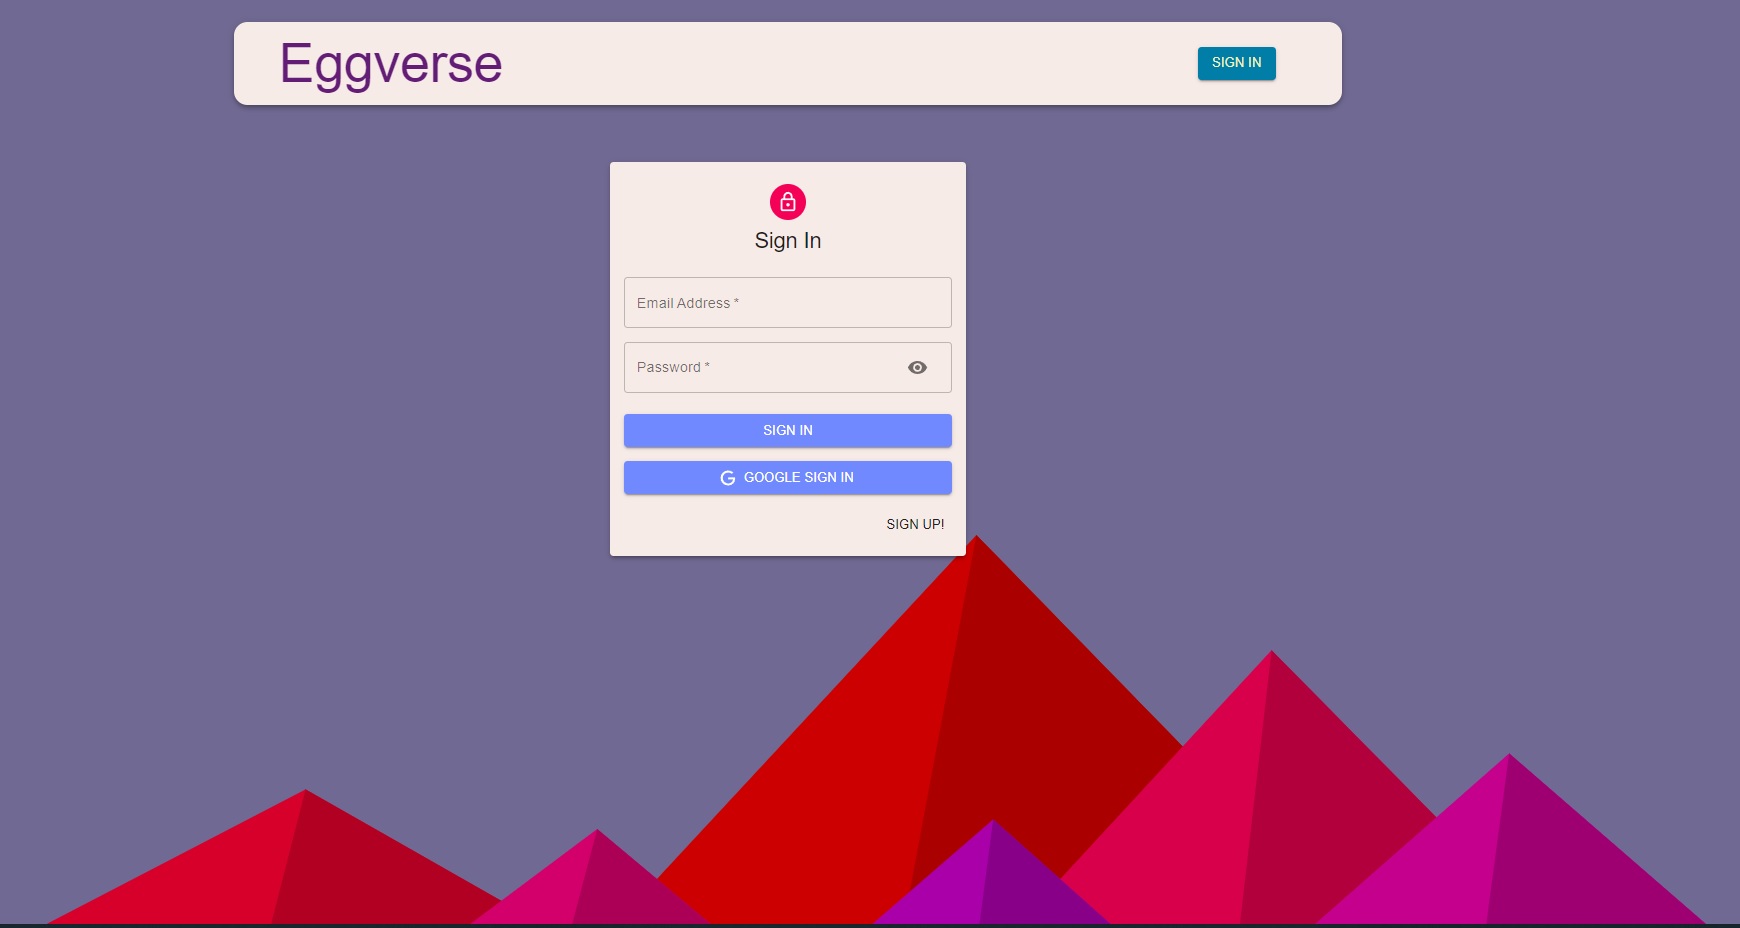 Eggverse
SIGN IN
Sign In
Email Address *
Password *
SIGN IN
GOOGLE SIGN IN
SIGN UP!